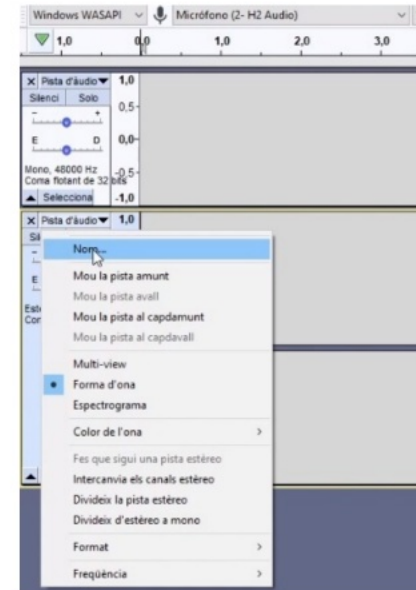 Windows WASAPI Micrófono (2- H2 Audio)
1,0 0,0 1,0 2,0 3,0
X Pista d'àudio 1,0
Silenci Solo
0,5
- +
E D 0,0
Mono, 48000 Hz -0,5
Coma flotant de 32 bits
Selecciona -1,0
X Pista d'àudio 1,0
Nom...
E
Mou la pista amunt
Mou la pista avall
Mou la pista al capdamunt
Mou la pista al capdavall
Multi-view
Forma d'ona
Espectrograma
Color de l'ona
Fes que sigui una pista estèreo
Intercanvia els canals estèreo
Divideix la pista estèreo
Divideix d'estèreo a mono
Format
Freqüència